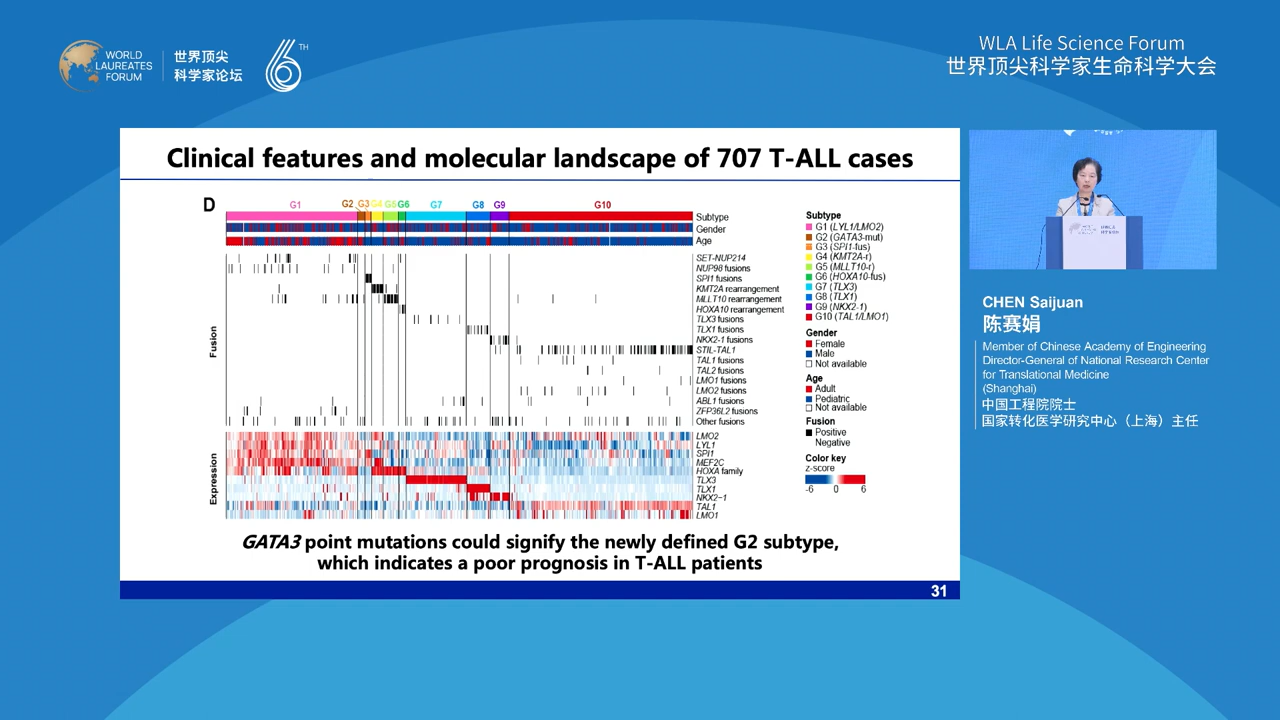 WORLD
LAUREATES
FORUM
世界顶尖
科学家论坛
6TH
WLA Life Science Forum
世界顶尖科学家生命科学大会
Clinical features and molecular landscape of 707 T-ALL cases
D
G1 G2 G3 G4 G5 G6 G7 G8 G9 G10
Subtype
Gender
Age
Fusion
SET-NUP214
NUP98 fusions
SPI1 fusions
KMT2A rearrangement
MLLT10 rearrangement
HOXA10 rearrangement
TLX3 fusions
TLX1 fusions
NKX2-1 fusions
STIL-TAL1
TAL1 fusions
TAL2 fusions
LMO1 fusions
LMO2 fusions
ABL1 fusions
ZFP36L2 fusions
Other fusions
Expression
LMO2
LYL1
SPI1
MEF2C
HOXA family
TLX3
TLX1
NKX2-1
TAL1
LMO1
Subtype
G1 (LYL1/LMO2)
G2 (GATA3-mut)
G3 (SPI1-fus)
G4 (KMT2A-r)
G5 (MLLT10-r)
G6 (HOXA10-fus)
G7 (TLX3)
G8 (TLX1)
G9 (NKX2-1)
G10 (TAL1/LMO1)
Gender
Female
Male
Not available
Age
Adult
Pediatric
Not available
Fusion
Positive
Negative
Color key
z-score
-6 0 6
GATA3 point mutations could signify the newly defined G2 subtype,
which indicates a poor prognosis in T-ALL patients
31
CHEN Saijuan
陈赛娟
Member of Chinese Academy of Engineering
Director-General of National Research Center
for Translational Medicine
(Shanghai)
中国工程院院士
国家转化医学研究中心（上海）主任